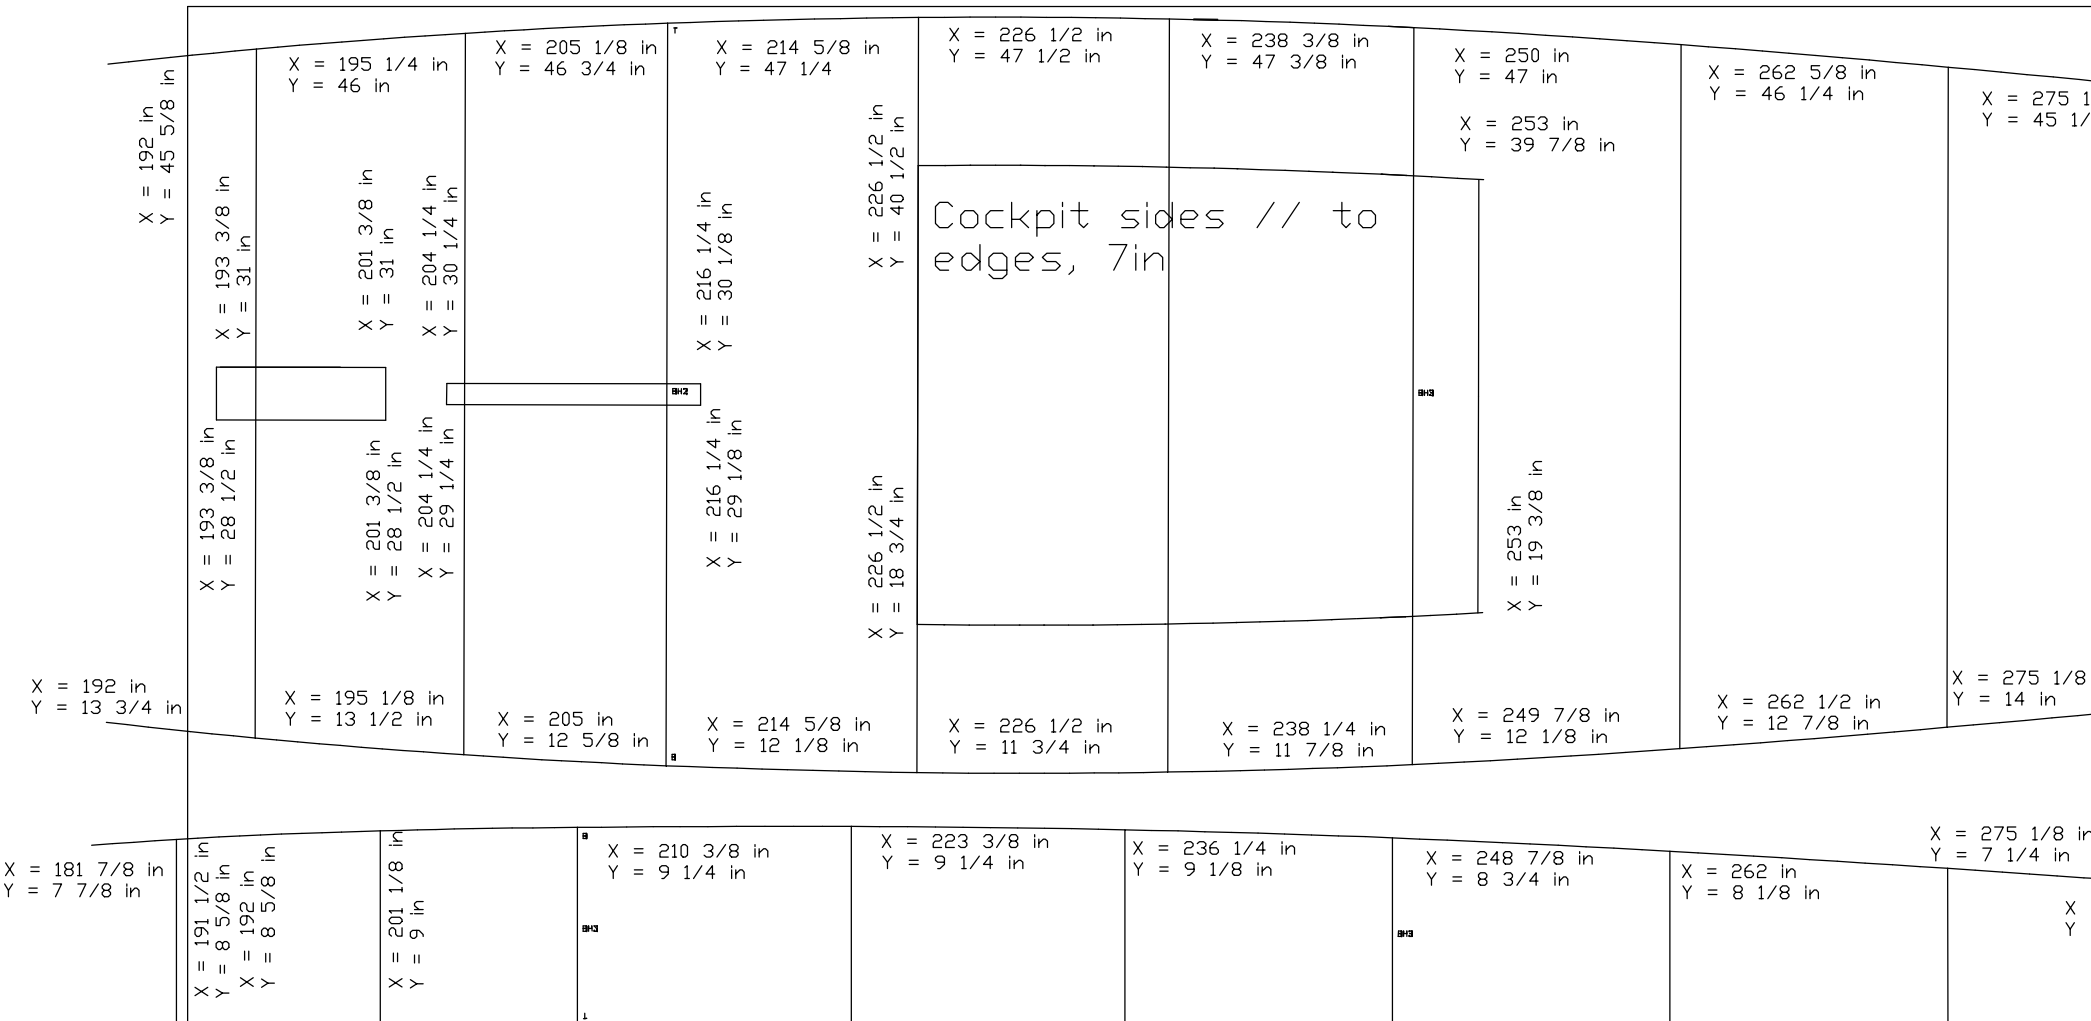 X = 195 1/4 in
Y = 46 in
X = 205 1/8 in
Y = 46 3/4 in
T
X = 214 5/8 in
Y = 47 1/4
X = 226 1/2 in
Y = 47 1/2 in
X = 238 3/8 in
Y = 47 3/8 in
X = 250 in
Y = 47 in
X = 262 5/8 in
Y = 46 1/4 in
X = 275 1
Y = 45 1/
X = 253 in
Y = 39 7/8 in
X = 192 in
Y = 45 5/8 in
X = 193 3/8 in
Y = 31 in
X = 201 3/8 in
Y = 31 in
X = 204 1/4 in
Y = 30 1/4 in
X = 216 1/4 in
Y = 30 1/8 in
X = 226 1/2 in
Y = 40 1/2 in
Cockpit sides // to
edges, 7in
X = 193 3/8 in
Y = 28 1/2 in
X = 201 3/8 in
Y = 28 1/2 in
X = 204 1/4 in
Y = 29 1/4 in
X = 216 1/4 in
Y = 29 1/8 in
X = 226 1/2 in
Y = 18 3/4 in
X = 253 in
Y = 19 3/8 in
X = 192 in
Y = 13 3/4 in
X = 195 1/8 in
Y = 13 1/2 in
X = 205 in
Y = 12 5/8 in
X = 214 5/8 in
Y = 12 1/8 in
X = 226 1/2 in
Y = 11 3/4 in
X = 238 1/4 in
Y = 11 7/8 in
X = 249 7/8 in
Y = 12 1/8 in
X = 262 1/2 in
Y = 12 7/8 in
X = 275 1/8
Y = 14 in
X = 181 7/8 in
Y = 7 7/8 in
X = 191 1/2 in
Y = 8 5/8 in
X = 192 in
Y = 8 5/8 in
X = 201 1/8 in
Y = 9 in
X = 210 3/8 in
Y = 9 1/4 in
X = 223 3/8 in
Y = 9 1/4 in
X = 236 1/4 in
Y = 9 1/8 in
X = 248 7/8 in
Y = 8 3/4 in
X = 262 in
Y = 8 1/8 in
X = 275 1/8 in
Y = 7 1/4 in
X
Y